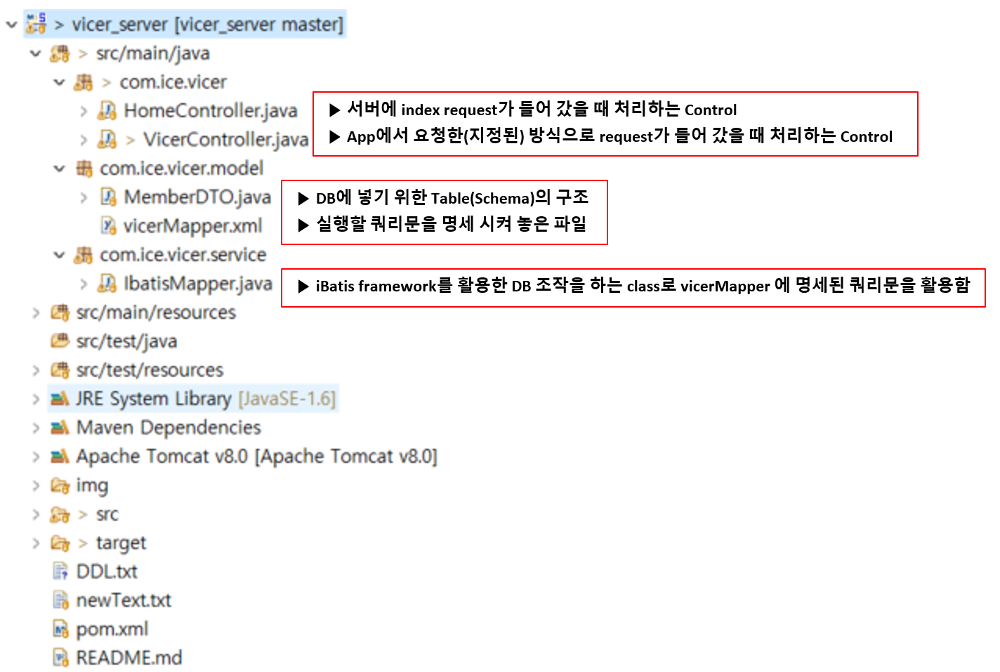 > vicer_server [vicer_server master]
> src/main/java
> com.ice.vicer
HomeController.java
▶ 서버에 index request가 들어 갔을 때 처리하는 Control
> VicerController.java
▶ App에서 요청한(지정된) 방식으로 request가 들어 갔을 때 처리하는 Control
com.ice.vicer.model
MemberDTO.java
▶ DB에 넣기 위한 Table(Schema)의 구조
vicerMapper.xml
▶ 실행할 쿼리문을 명세 시켜 놓은 파일
com.ice.vicer.service
IbatisMapper.java
▶ iBatis framework를 활용한 DB 조작을 하는 class로 vicerMapper 에 명세된 쿼리문을 활용함
src/main/resources
src/test/java
src/test/resources
JRE System Library [JavaSE-1.6]
Maven Dependencies
Apache Tomcat v8.0 [Apache Tomcat v8.0]
img
> src
> target
DDL.txt
newText.txt
pom.xml
README.md